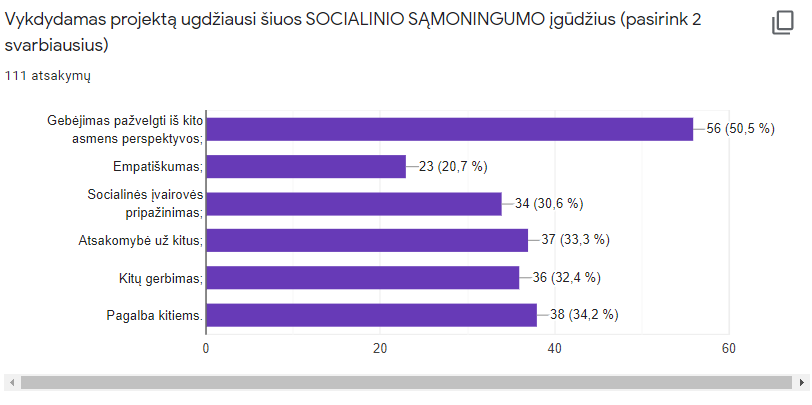 Vykdydamas projektą ugdžiausi šiuos SOCIALINIO SĄMONINGUMO įgūdžius (pasirink 2
svarbiausius)
111 atsakymų
Gebėjimas pažvelgti iš kito
asmens perspektyvos;
56 (50,5 %)
Empatiškumas;
23 (20,7 %)
Socialinės įvairovės
pripažinimas;
34 (30,6 %)
Atsakomybė už kitus;
37 (33,3 %)
Kitų gerbimas;
36 (32,4 %)
Pagalba kitiems.
38 (34,2 %)
0 20 40 60